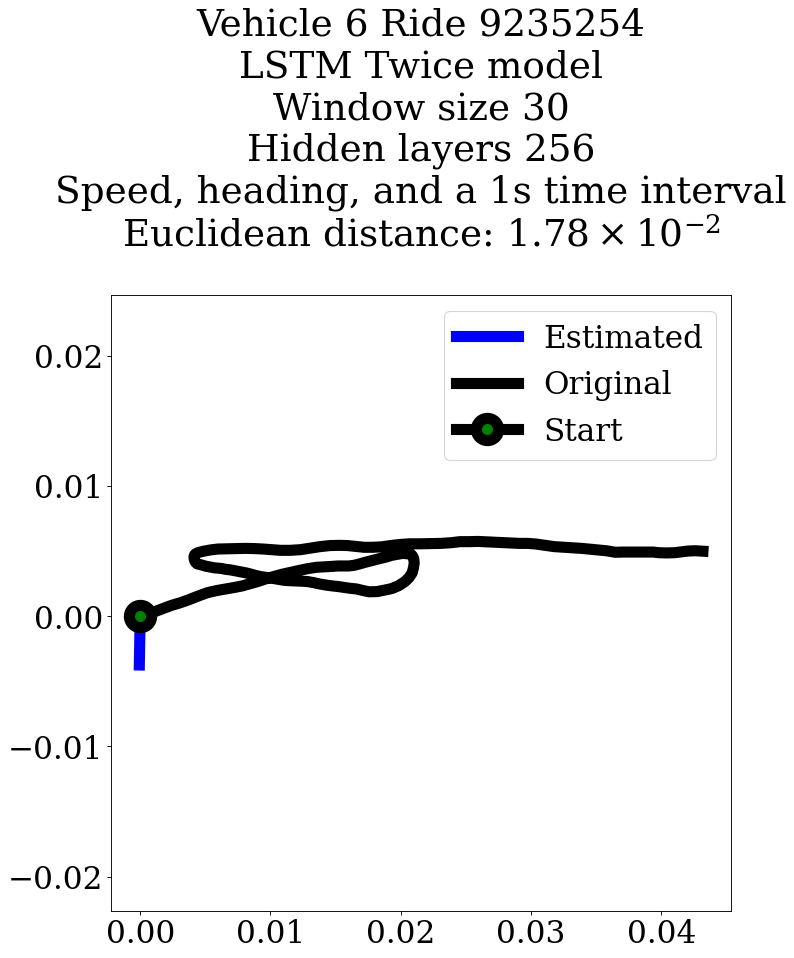 Vehicle 6 Ride 9235254
LSTM Twice model
Window size 30
Hidden layers 256
Speed, heading, and a 1s time interval
Euclidean distance: 1.78 × 10⁻²
Estimated
Original
Start
0.02
0.01
0.00
−0.01
−0.02
0.00 0.01 0.02 0.03 0.04